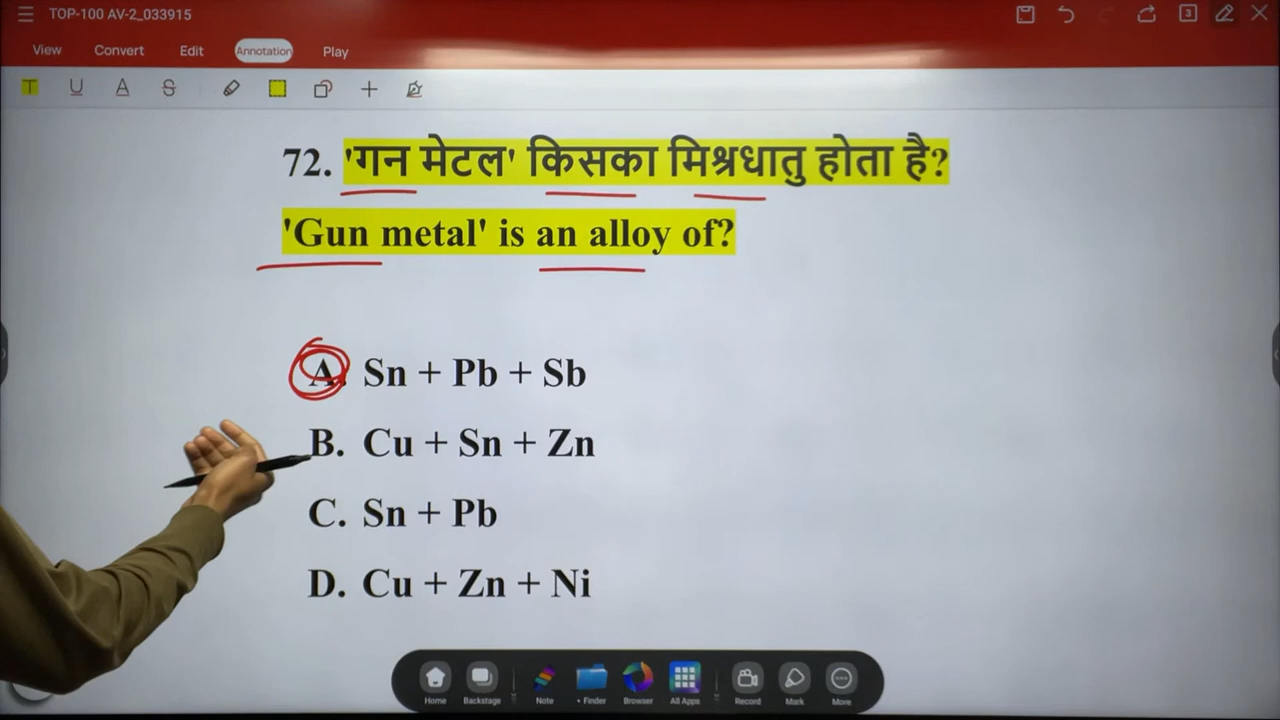 TOP-100 AV-2_033915
3
View Convert Edit Annotation Play
T U A S
72. 'गन मेटल' किसका मिश्रधातु होता है?
'Gun metal' is an alloy of?
A. Sn + Pb + Sb
B. Cu + Sn + Zn
C. Sn + Pb
D. Cu + Zn + Ni
Home Backstage Note • Finder Browser All Apps Record Mark More